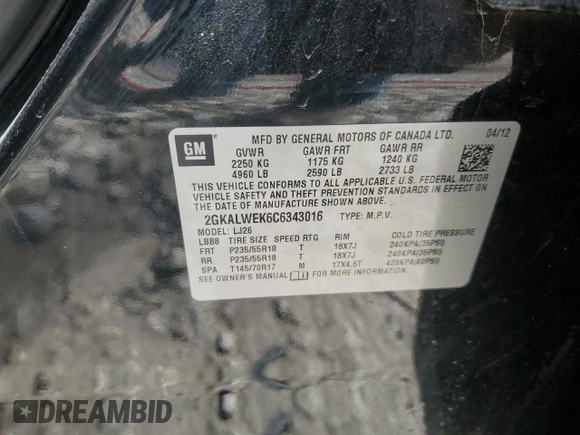 GM
MFD BY GENERAL MOTORS OF CANADA LTD. 04/12
GVWR GAWR FRT GAWR RR
2250 KG 1175 KG 1240 KG
4960 LB 2590 LB 2733 LB
THIS VEHICLE CONFORMS TO ALL APPLICABLE U.S. FEDERAL MOTOR
VEHICLE SAFETY AND THEFT PREVENTION STANDARDS IN EFFECT ON
THE DATE OF MANUFACTURE SHOWN ABOVE.
2GKALWEK6C6343016 TYPE: M.P.V.
MODEL: LJ26
LBB8 TIRE SIZE SPEED RTG RIM COLD TIRE PRESSURE
FRT P235/55R18 T 18X7J 240KPA(35PSI)
RR P235/55R18 T 18X7J 240KPA(35PSI)
SPA T145/70R17 M 17X4.5T 420KPA(60PSI)
SEE OWNER'S MANUAL FOR MORE INFORMATION.
DREAMBID